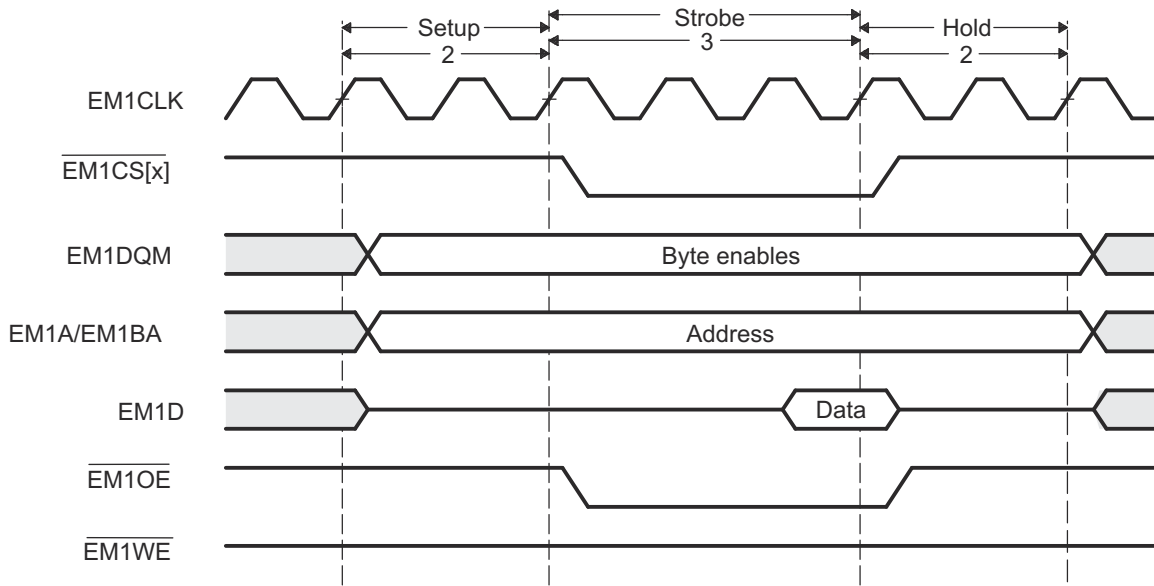 Setup Strobe Hold
2 3 2
EM1CLK
EM1CS[x]
EM1DQM Byte enables
EM1A/EM1BA Address
EM1D Data
EM1OE
EM1WE